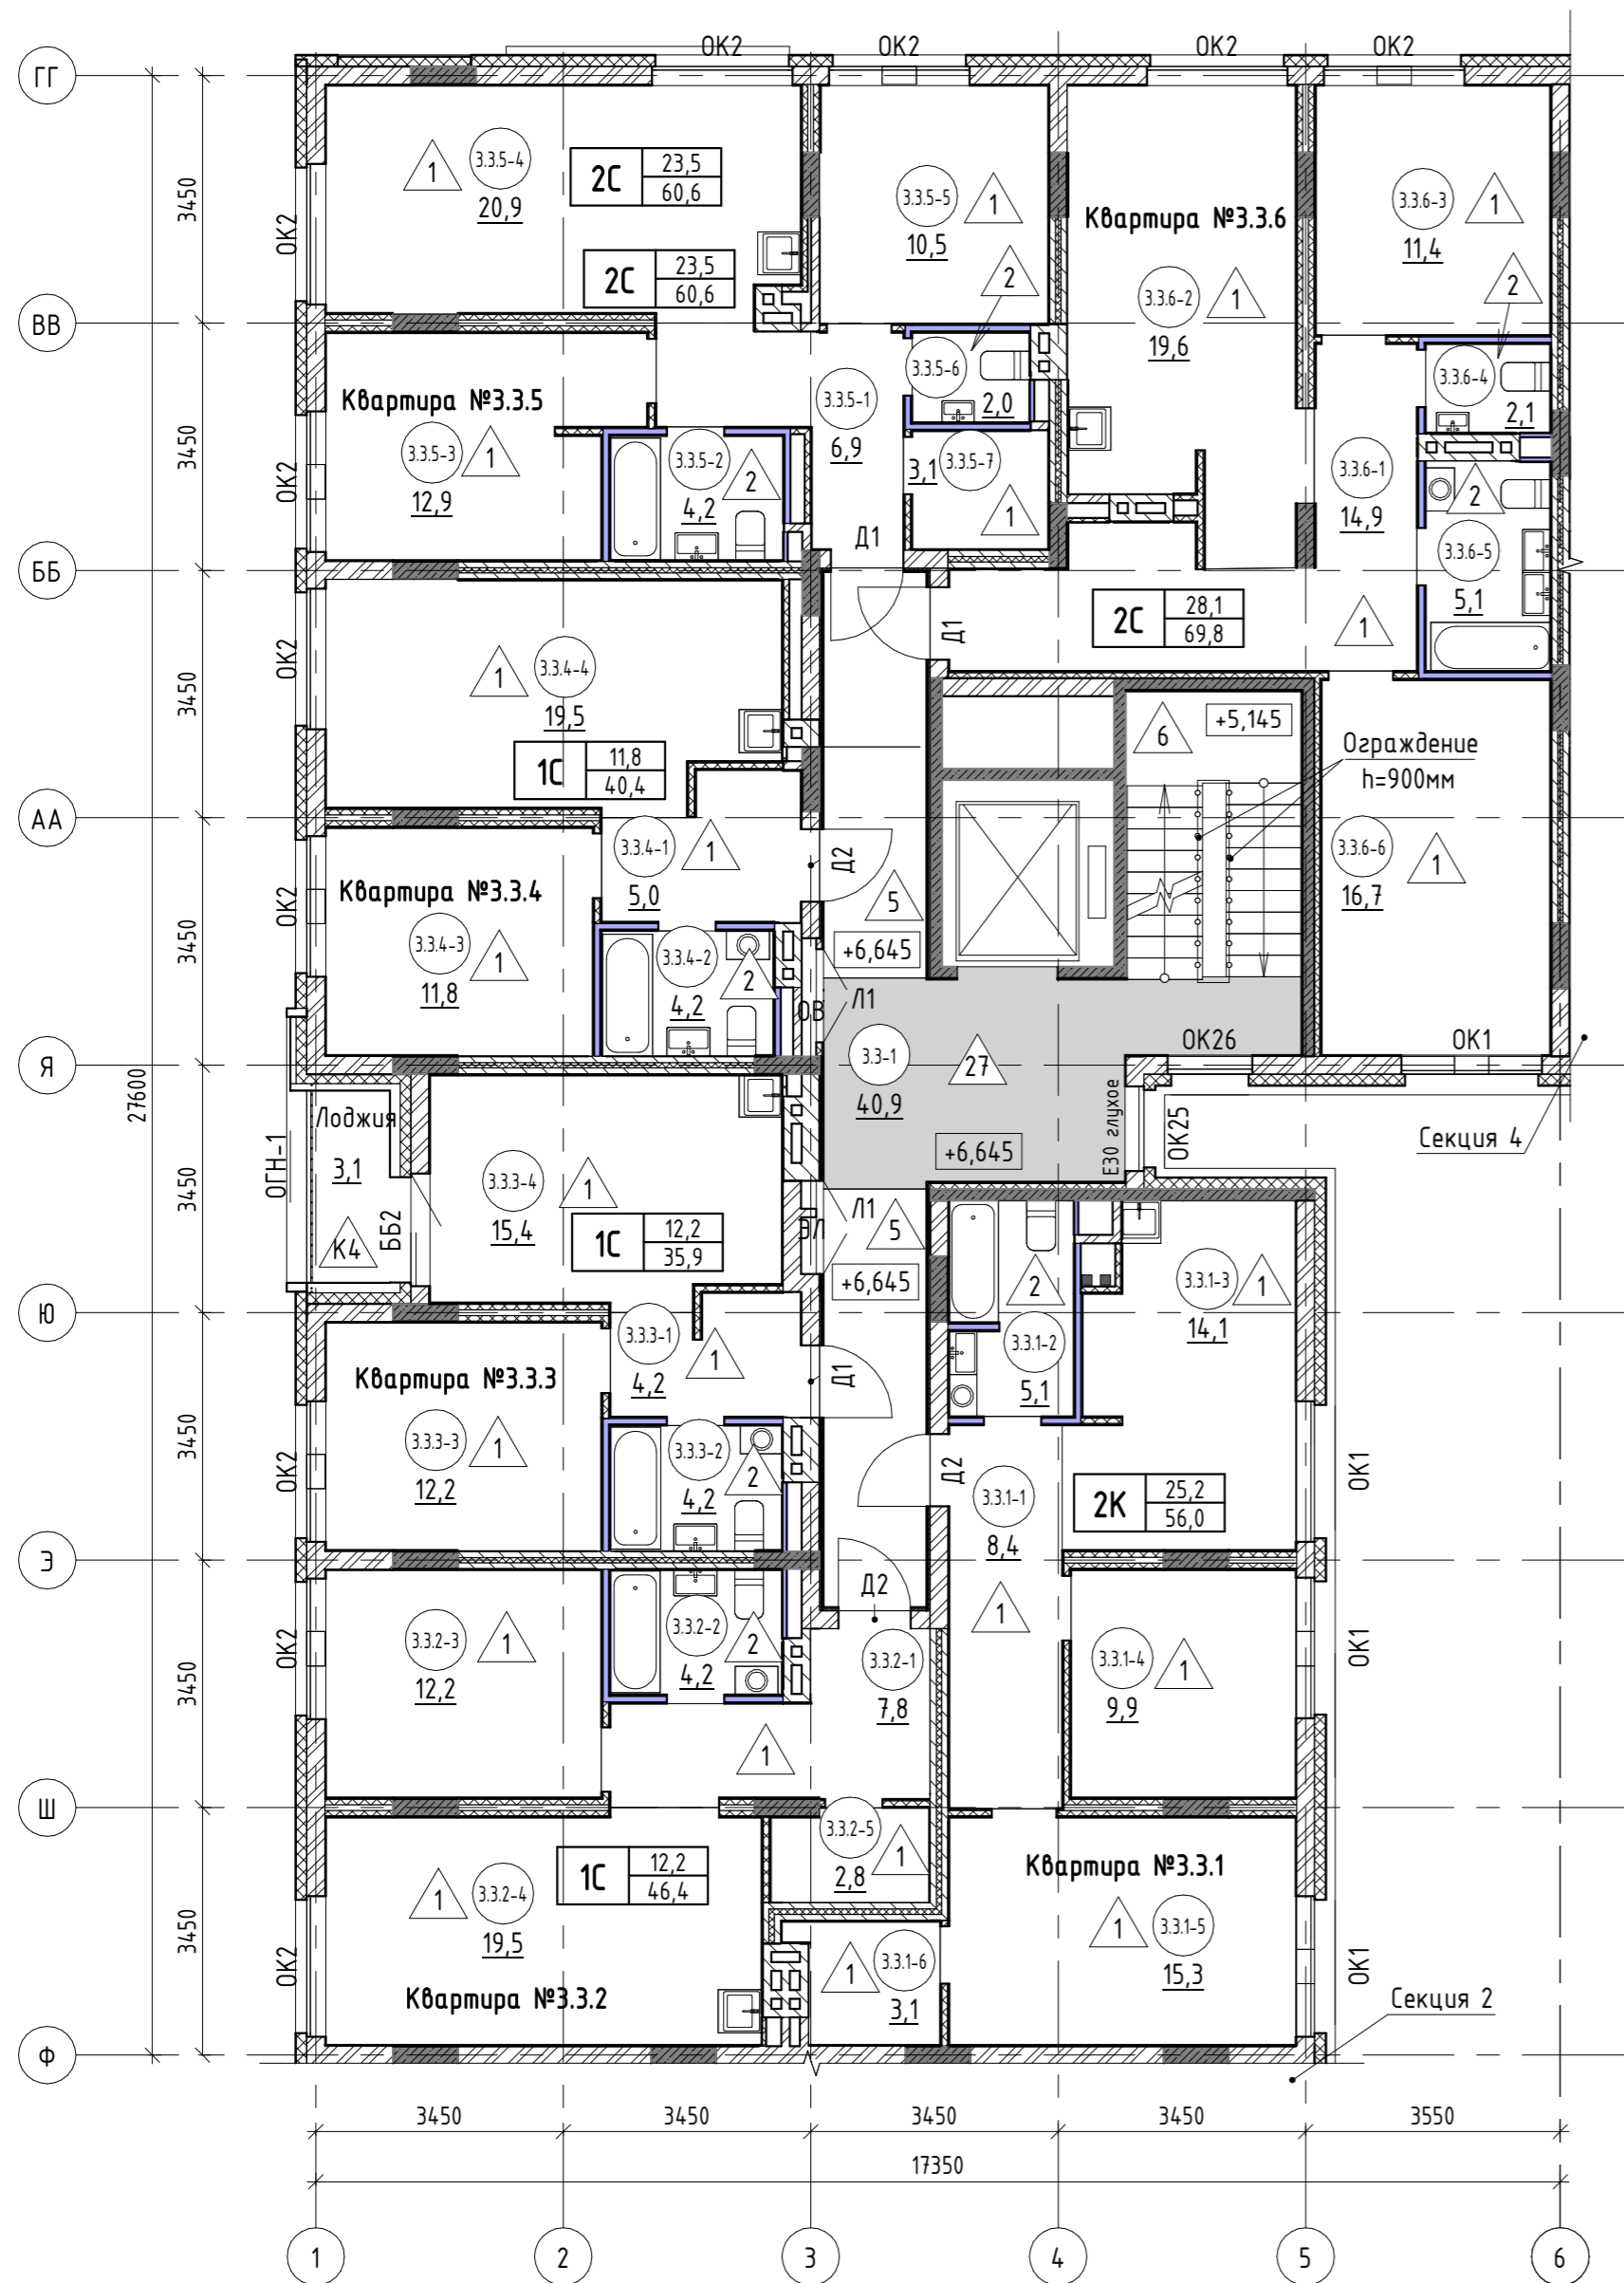 ОК2
ОК2
ОК2
ОК2
ГГ
3450
ОК2
1
3.3.5-4
20,9
2С
23,5
60,6
2С
23,5
60,6
3.3.5-5
1
10,5
2
Квартира №3.3.6
3.3.6-2
1
19,6
3.3.6-3
1
11,4
2
ВВ
3450
ОК2
Квартира №3.3.5
3.3.5-3
1
12,9
3.3.5-2
2
4,2
3.3.5-1
6,9
3.3.5-6
2,0
3,1
3.3.5-7
1
Д1
3.3.6-4
2,1
3.3.6-1
14,9
2
3.3.6-5
5,1
ББ
3450
ОК2
1
3.3.4-4
19,5
1С
11,8
40,4
Д1
2С
28,1
69,8
1
6
+5,145
Ограждение
h=900мм
АА
3450
ОК2
Квартира №3.3.4
3.3.4-3
1
11,8
3.3.4-1
1
5,0
Д2
3.3.4-2
2
4,2
5
+6,645
3.3.6-6
1
16,7
ОВ
Л1
Я
27600
3.3-1
27
40,9
+6,645
ОК26
ОК1
ОК25
Е30 глухое
Секция 4
3450
ОГН-1
Лоджия
3,1
К4
ББ2
3.3.3-4
1
15,4
1С
12,2
35,9
Л1
ЭЛ
5
+6,645
2
3.3.1-2
5,1
3.3.1-3
1
14,1
Ю
3450
ОК2
Квартира №3.3.3
3.3.3-3
1
12,2
3.3.3-1
1
4,2
Д1
3.3.3-2
2
4,2
Д2
3.3.1-1
8,4
2К
25,2
56,0
ОК1
Э
3450
ОК2
3.3.2-3
1
12,2
3.3.2-2
2
4,2
Д2
3.3.2-1
7,8
1
1
3.3.1-4
1
9,9
ОК1
Ш
3450
ОК2
1
3.3.2-4
19,5
1С
12,2
46,4
Квартира №3.3.2
3.3.2-5
1
2,8
1
3.3.1-6
3,1
Квартира №3.3.1
1
3.3.1-5
15,3
ОК1
Секция 2
Ф
3450
3450
3450
3450
3550
17350
1
2
3
4
5
6